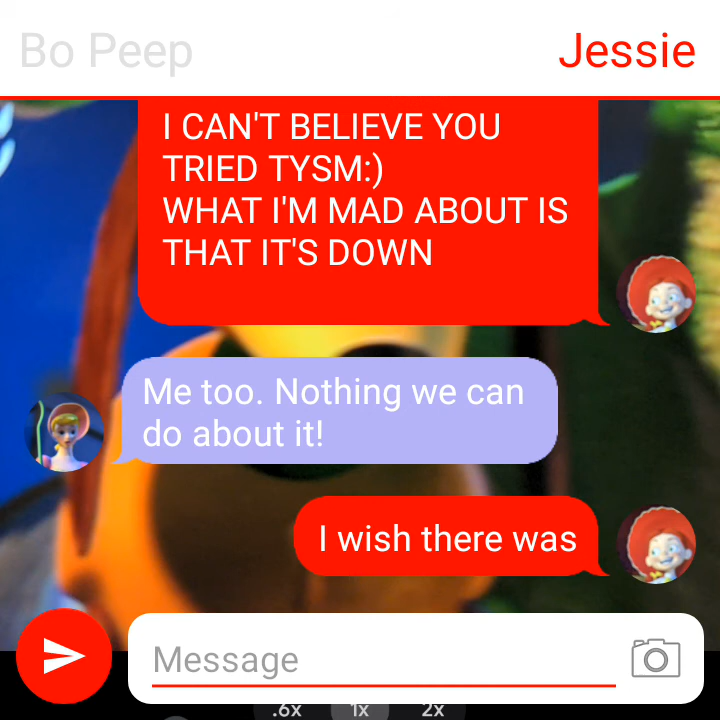 Bo Peep
Jessie
I CAN'T BELIEVE YOU
TRIED TYSM:)
WHAT I'M MAD ABOUT IS
THAT IT'S DOWN
Me too. Nothing we can
do about it!
I wish there was
Message
.6x 1x 2x